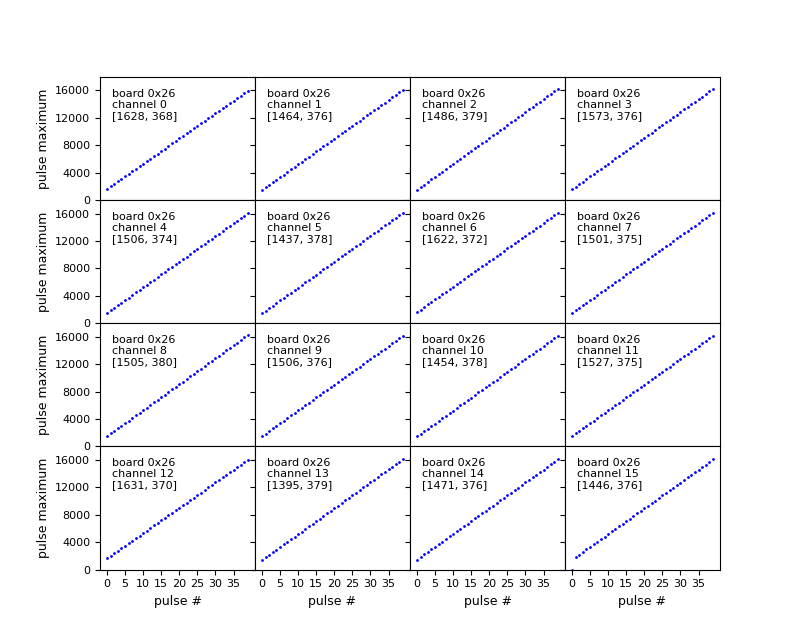 pulse maximum
16000
12000
8000
4000
0
board 0x26
channel 0
[1628, 368]
board 0x26
channel 1
[1464, 376]
board 0x26
channel 2
[1486, 379]
board 0x26
channel 3
[1573, 376]
pulse maximum
16000
12000
8000
4000
0
board 0x26
channel 4
[1506, 374]
board 0x26
channel 5
[1437, 378]
board 0x26
channel 6
[1622, 372]
board 0x26
channel 7
[1501, 375]
pulse maximum
16000
12000
8000
4000
0
board 0x26
channel 8
[1505, 380]
board 0x26
channel 9
[1506, 376]
board 0x26
channel 10
[1454, 378]
board 0x26
channel 11
[1527, 375]
pulse maximum
16000
12000
8000
4000
0
board 0x26
channel 12
[1631, 370]
board 0x26
channel 13
[1395, 379]
board 0x26
channel 14
[1471, 376]
board 0x26
channel 15
[1446, 376]
0 5 10 15 20 25 30 35
0 5 10 15 20 25 30 35
0 5 10 15 20 25 30 35
0 5 10 15 20 25 30 35
pulse #
pulse #
pulse #
pulse #